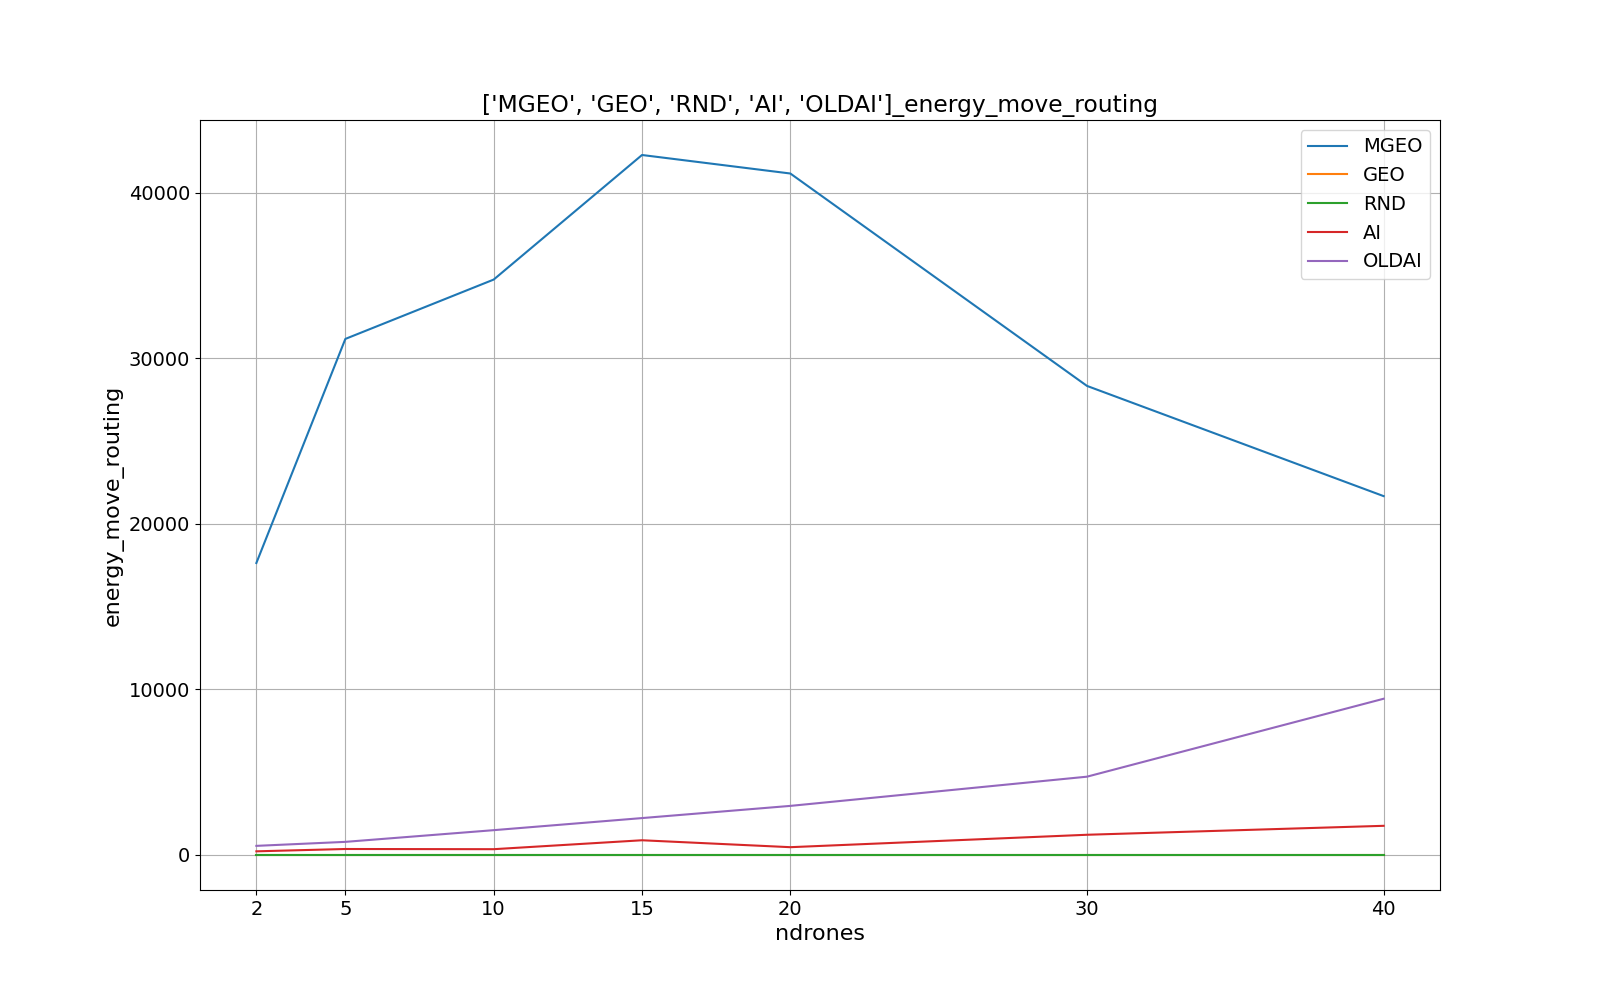 ['MGEO', 'GEO', 'RND', 'AI', 'OLDAI']_energy_move_routing
MGEO
GEO
RND
AI
OLDAI
energy_move_routing
40000
30000
20000
10000
0
2 5 10 15 20 30 40
ndrones